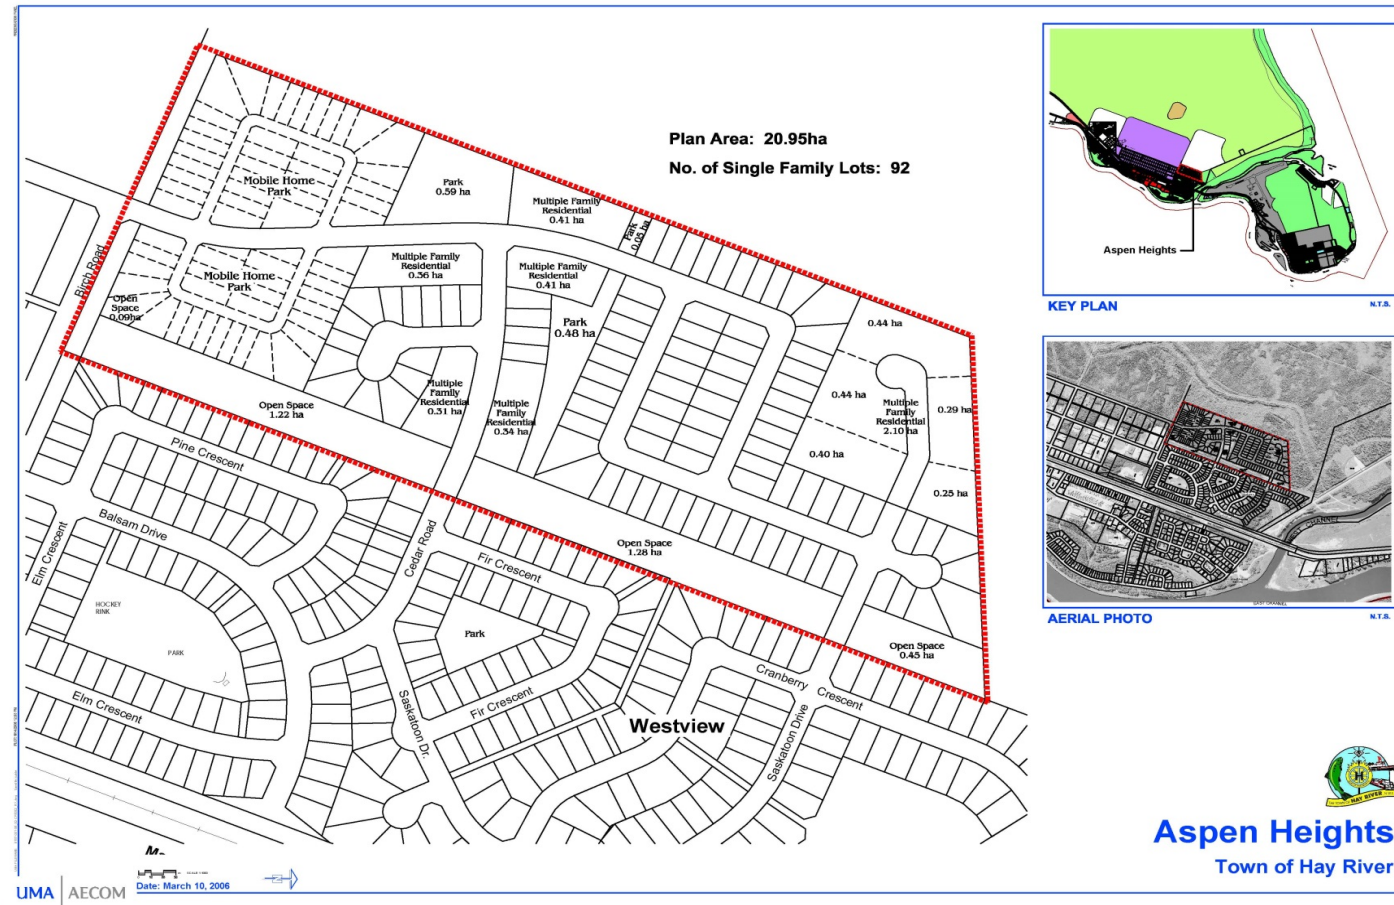 Plan Area: 20.95ha
No. of Single Family Lots: 92
Mobile Home
Park
Park
0.59 ha
Multiple Family
Residential
0.41 ha
Park
0.05 ha
Birch Road
Mobile Home
Park
Multiple Family
Residential
0.36 ha
Multiple Family
Residential
0.41 ha
Open
Space
0.09ha
Park
0.48 ha
0.44 ha
0.44 ha
Multiple
Family
Residential
2.10 ha
0.29 ha
Multiple
Family
Residential
0.31 ha
Multiple
Family
Residential
0.34 ha
Open Space
1.22 ha
0.40 ha
0.25 ha
Pine Crescent
Balsam Drive
Elm Crescent
Cedar Road
Fir Crescent
Open Space
1.28 ha
HOCKEY
RINK
PARK
Park
Open Space
0.45 ha
Cranberry Crescent
Elm Crescent
Saskatoon Dr.
Fir Crescent
Westview
Saskatoon Drive
Aspen Heights
KEY PLAN
N.T.S.
CHANNEL
EAST CHANNEL
AERIAL PHOTO
N.T.S.
HAY RIVER
Aspen Heights
Town of Hay River
UMA AECOM
Date: March 10, 2006